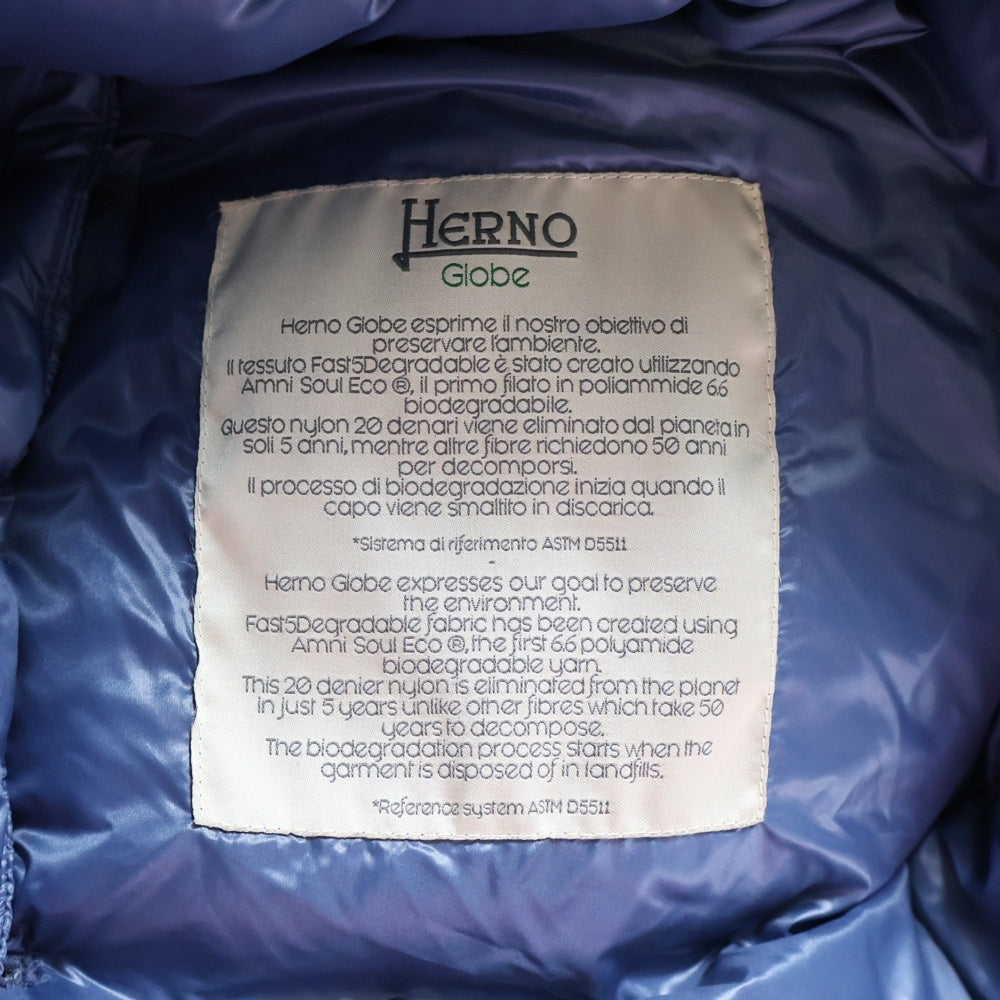 HERNO
Globe
Herno Globe esprime il nostro obiettivo di
preservare l'ambiente.
Il tessuto Fast5Degradable è stato creato utilizzando
Amni Soul Eco ®, il primo filato in poliammide 6.6
biodegradabile.
Questo nylon 20 denari viene eliminato dal pianeta in
soli 5 anni, mentre altre fibre richiedono 50 anni
per decomporsi.
Il processo di biodegradazione inizia quando il
capo viene smaltito in discarica.
*Sistema di riferimento ASTM D5511
-
Herno Globe expresses our goal to preserve
the environment.
Fast5Degradable fabric has been created using
Amni Soul Eco ®, the first 6.6 polyamide
biodegradable yarn.
This 20 denier nylon is eliminated from the planet
in just 5 years unlike other fibres which take 50
years to decompose.
The biodegradation process starts when the
garment is disposed of in landfills.
*Reference system ASTM D5511